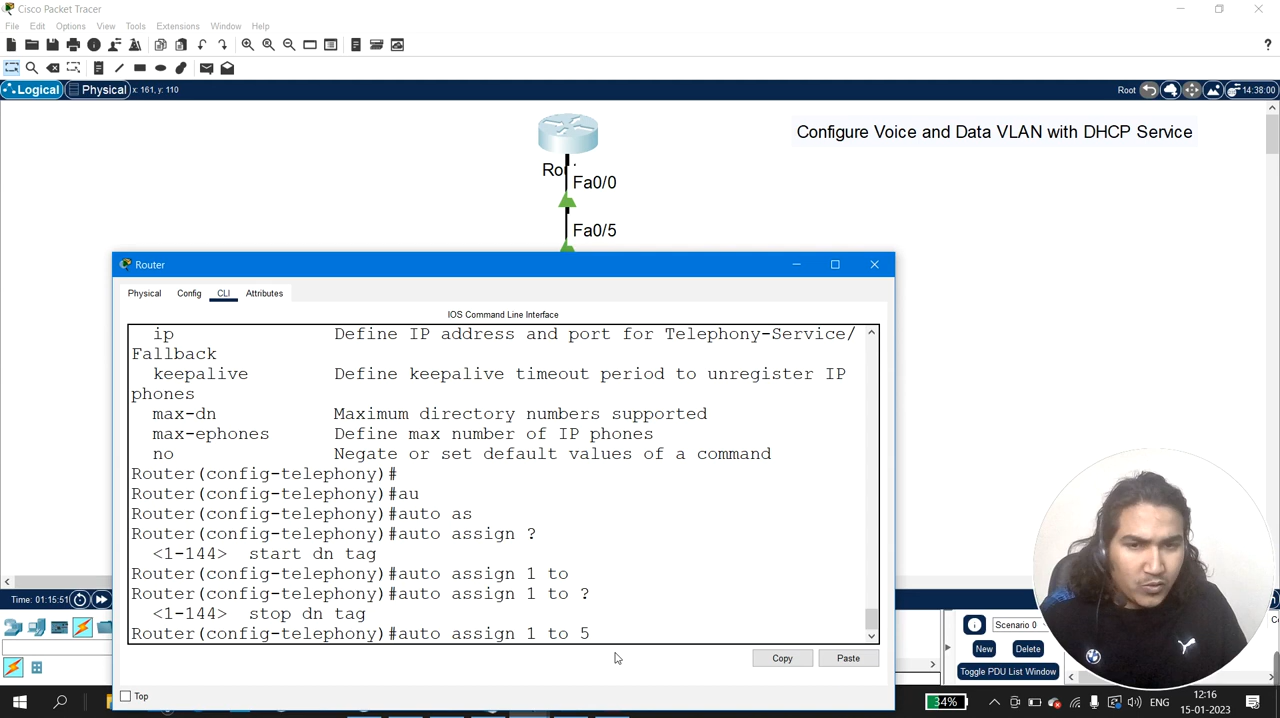 Cisco Packet Tracer
File Edit Options View Tools Extensions Window Help
?
Logical Physical x: 161, y: 110 Root 14:38:00
Configure Voice and Data VLAN with DHCP Service
Fa0/0
Fa0/5
Router
Physical Config CLI Attributes
IOS Command Line Interface
ip Define IP address and port for Telephony-Service/
Fallback
keepalive Define keepalive timeout period to unregister IP
phones
max-dn Maximum directory numbers supported
max-ephones Define max number of IP phones
no Negate or set default values of a command
Router(config-telephony)#
Router(config-telephony)#au
Router(config-telephony)#auto as
Router(config-telephony)#auto assign ?
<1-144> start dn tag
Router(config-telephony)#auto assign 1 to
Router(config-telephony)#auto assign 1 to ?
<1-144> stop dn tag
Router(config-telephony)#auto assign 1 to 5
Copy Paste
Top
Time: 01:15:51
Scenario 0
New Delete
Toggle PDU List Window
34% ENG 12:16
15-01-2023